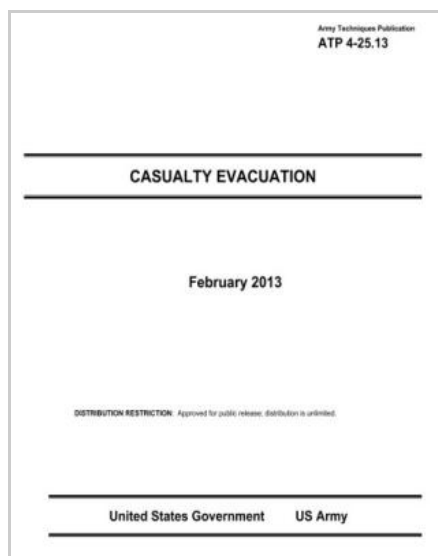 Army Techniques Publication
ATP 4-25.13
CASUALTY EVACUATION
February 2013
DISTRIBUTION RESTRICTION: Approved for public release; distribution is unlimited.
United States Government US Army